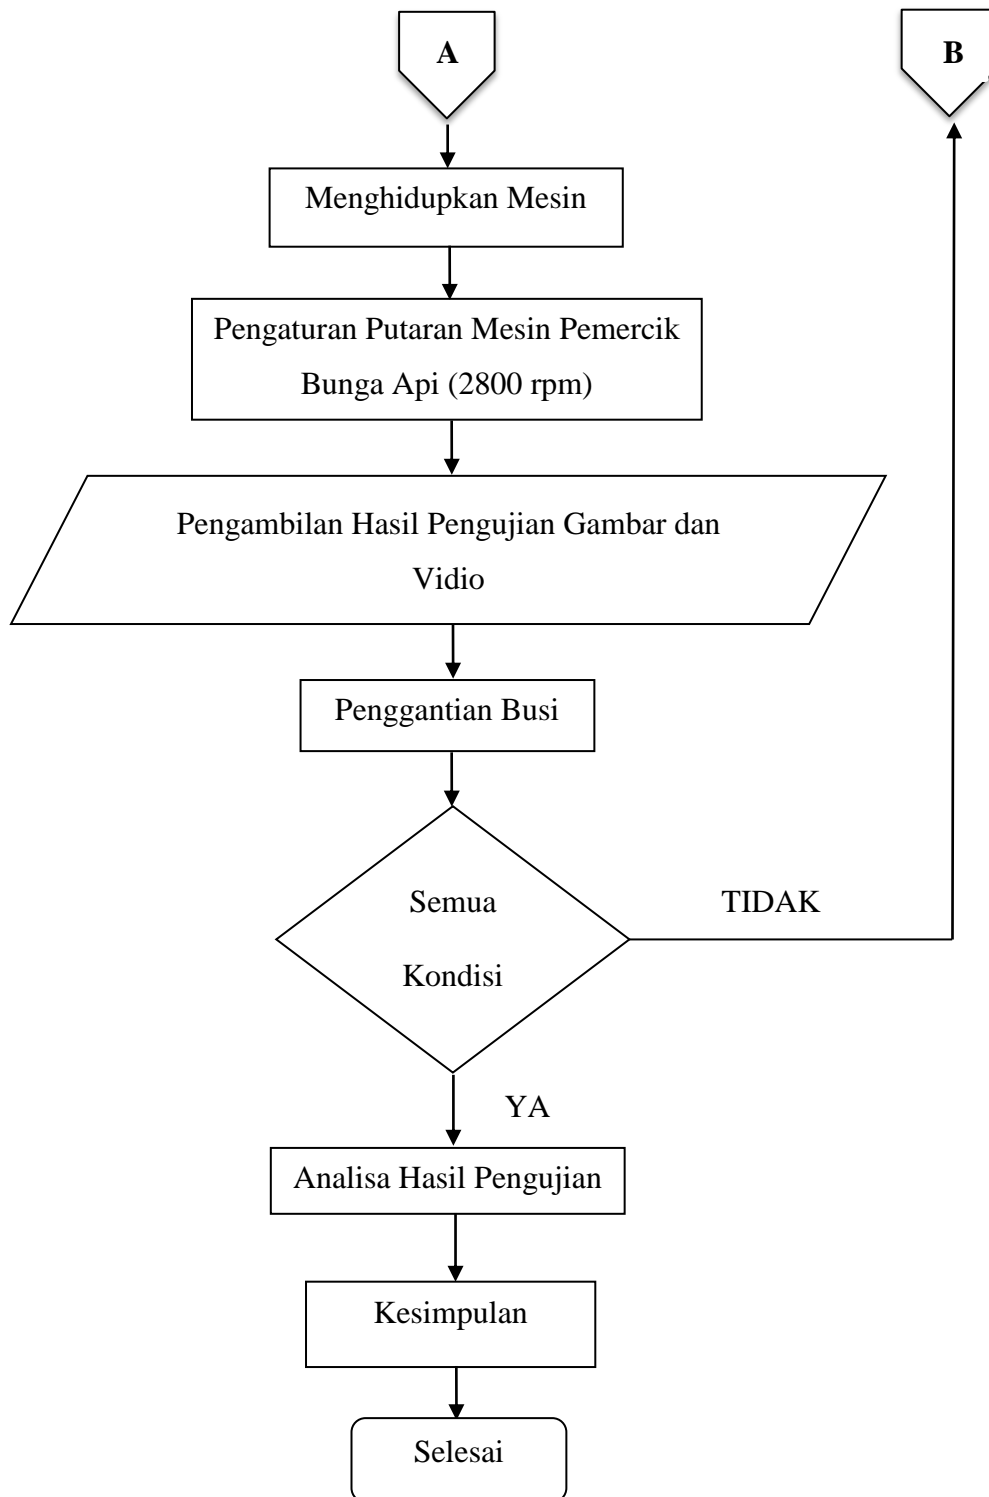 A
B
Menghidupkan Mesin
Pengaturan Putaran Mesin Pemercik
Bunga Api (2800 rpm)
Pengambilan Hasil Pengujian Gambar dan
Vidio
Penggantian Busi
Semua
Kondisi
TIDAK
YA
Analisa Hasil Pengujian
Kesimpulan
Selesai